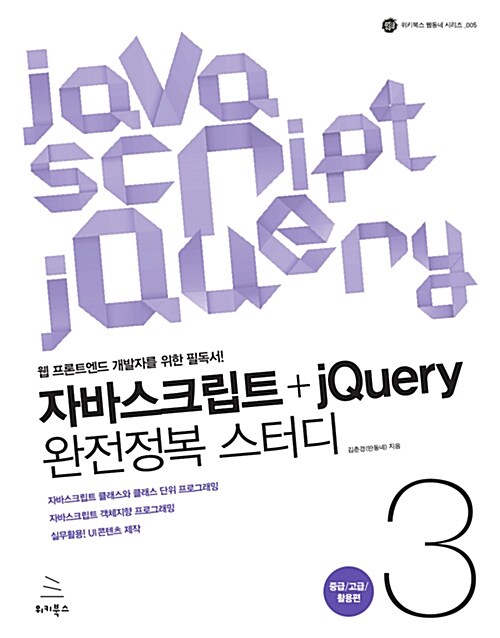 위키북스 웹동네 시리즈 _005
java
script
jQuery
웹 프론트엔드 개발자를 위한 필독서!
자바스크립트 + jQuery
완전정복 스터디
김춘경(딴동네) 지음
자바스크립트 클래스와 클래스 단위 프로그래밍
자바스크립트 객체지향 프로그래밍
실무활용! UI콘텐츠 제작
3
중급/고급/
활용편
위키북스